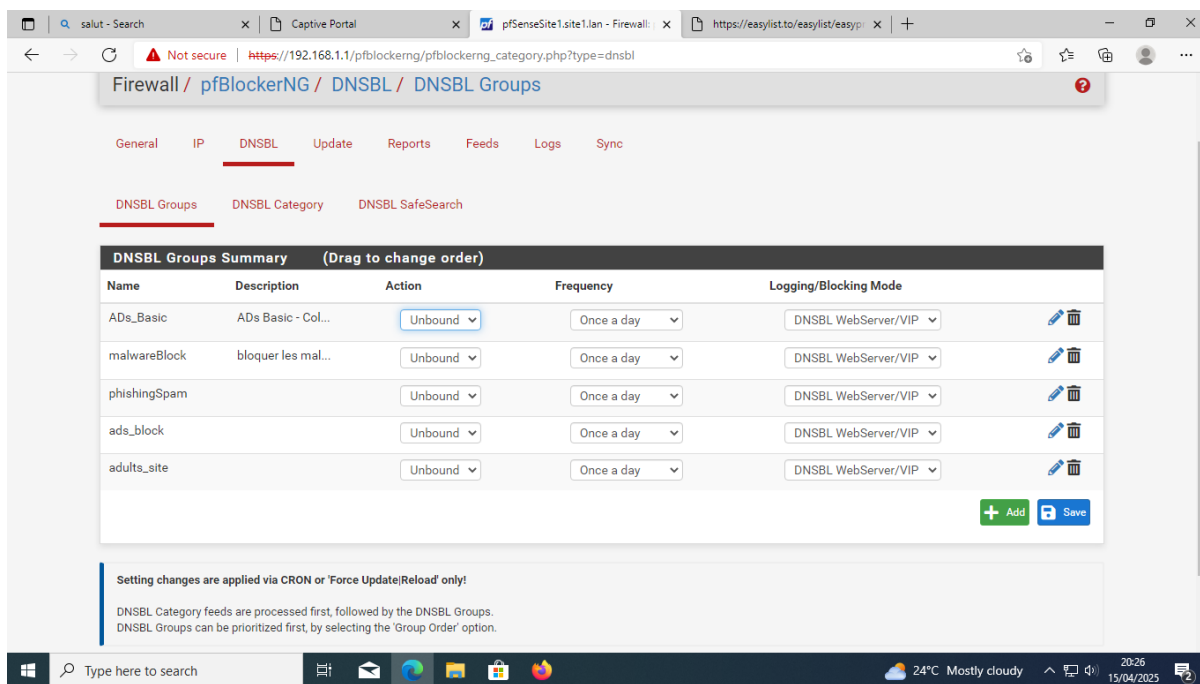 salut - Search
Captive Portal
pfSenseSite1.site1.lan - Firewall:
https://easylist.to/easylist/easypr
Not secure
https://192.168.1.1/pfblockerng/pfblockerng_category.php?type=dnsbl
Firewall / pfBlockerNG / DNSBL / DNSBL Groups
General IP DNSBL Update Reports Feeds Logs Sync
DNSBL Groups DNSBL Category DNSBL SafeSearch
DNSBL Groups Summary (Drag to change order)
Name Description Action Frequency Logging/Blocking Mode
ADs_Basic ADs Basic - Col... Unbound Once a day DNSBL WebServer/VIP
malwareBlock bloquer les mal... Unbound Once a day DNSBL WebServer/VIP
phishingSpam Unbound Once a day DNSBL WebServer/VIP
ads_block Unbound Once a day DNSBL WebServer/VIP
adults_site Unbound Once a day DNSBL WebServer/VIP
Add Save
Setting changes are applied via CRON or 'Force Update|Reload' only!
DNSBL Category feeds are processed first, followed by the DNSBL Groups.
DNSBL Groups can be prioritized first, by selecting the 'Group Order' option.
Type here to search
24°C Mostly cloudy
20:26
15/04/2025
2